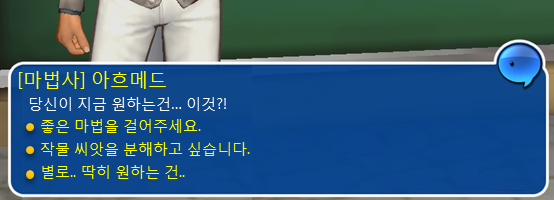 [마법사] 아흐메드
당신이 지금 원하는건... 이것?!
좋은 마법을 걸어주세요.
작물 씨앗을 분해하고 싶습니다.
별로.. 딱히 원하는 건..